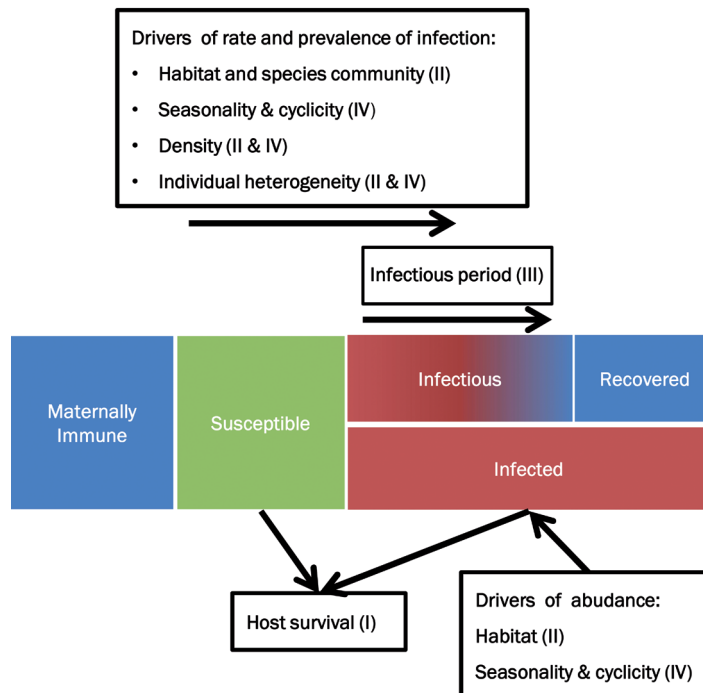 Drivers of rate and prevalence of infection:
• Habitat and species community (II)
• Seasonality & cyclicity (IV)
• Density (II & IV)
• Individual heterogeneity (II & IV)
Infectious period (III)
Maternally
Immune
Susceptible
Infectious
Recovered
Infected
Host survival (I)
Drivers of abudance:
Habitat (II)
Seasonality & cyclicity (IV)